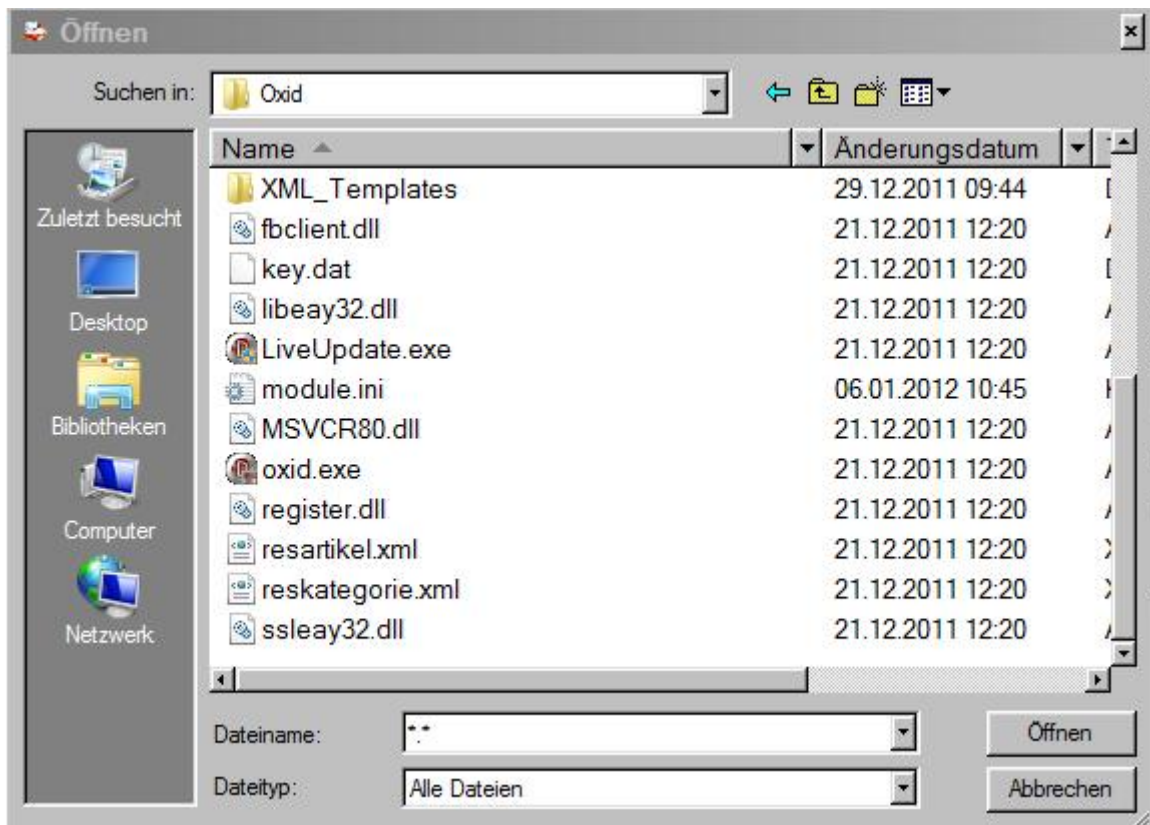 Öffnen
Suchen in: Oxid
Name Änderungsdatum
XML_Templates 29.12.2011 09:44
fbclient.dll 21.12.2011 12:20
key.dat 21.12.2011 12:20
libeay32.dll 21.12.2011 12:20
LiveUpdate.exe 21.12.2011 12:20
module.ini 06.01.2012 10:45
MSVCR80.dll 21.12.2011 12:20
oxid.exe 21.12.2011 12:20
register.dll 21.12.2011 12:20
resartikel.xml 21.12.2011 12:20
reskategorie.xml 21.12.2011 12:20
ssleay32.dll 21.12.2011 12:20
Zuletzt besucht
Desktop
Bibliotheken
Computer
Netzwerk
Dateiname: *.* Öffnen
Dateityp: Alle Dateien Abbrechen